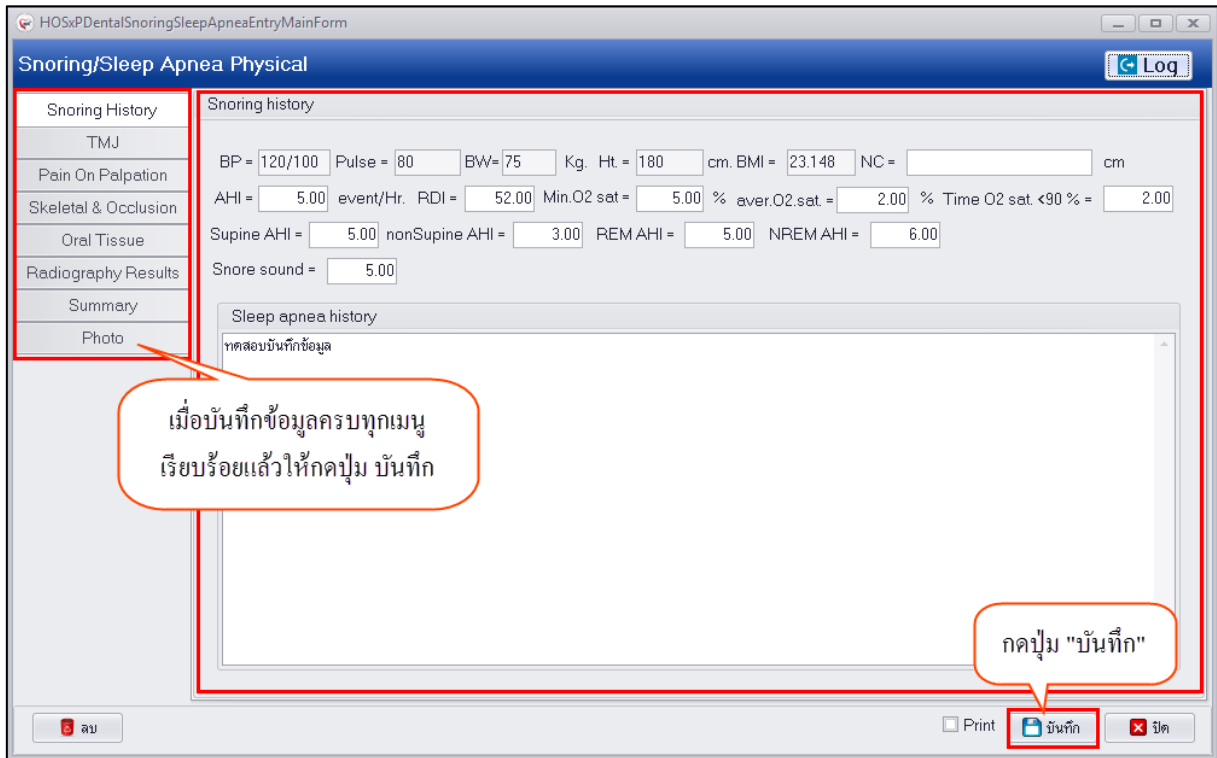 HOSxPDentalSnoringSleepApneaEntryMainForm
Snoring/Sleep Apnea Physical
Log
Snoring History
TMJ
Pain On Palpation
Skeletal & Occlusion
Oral Tissue
Radiography Results
Summary
Photo
Snoring history
BP = 120/100 Pulse = 80 BW= 75 Kg. Ht. = 180 cm. BMI = 23.148 NC = cm
AHI = 5.00 event/Hr. RDI = 52.00 Min.O2 sat = 5.00 % aver.O2.sat. = 2.00 % Time O2 sat. <90 % = 2.00
Supine AHI = 5.00 nonSupine AHI = 3.00 REM AHI = 5.00 NREM AHI = 6.00
Snore sound = 5.00
Sleep apnea history
ทดสอบบันทึกข้อมูล
เมื่อบันทึกข้อมูลครบทุกเมนู
เรียบร้อยแล้วให้กดปุ่ม บันทึก
กดปุ่ม "บันทึก"
ลบ
Print
บันทึก
ปิด